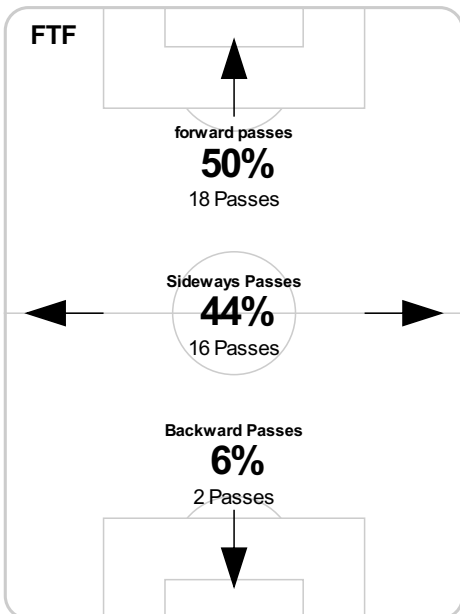 FTF
forward passes
50%
18 Passes
Sideways Passes
44%
16 Passes
Backward Passes
6%
2 Passes